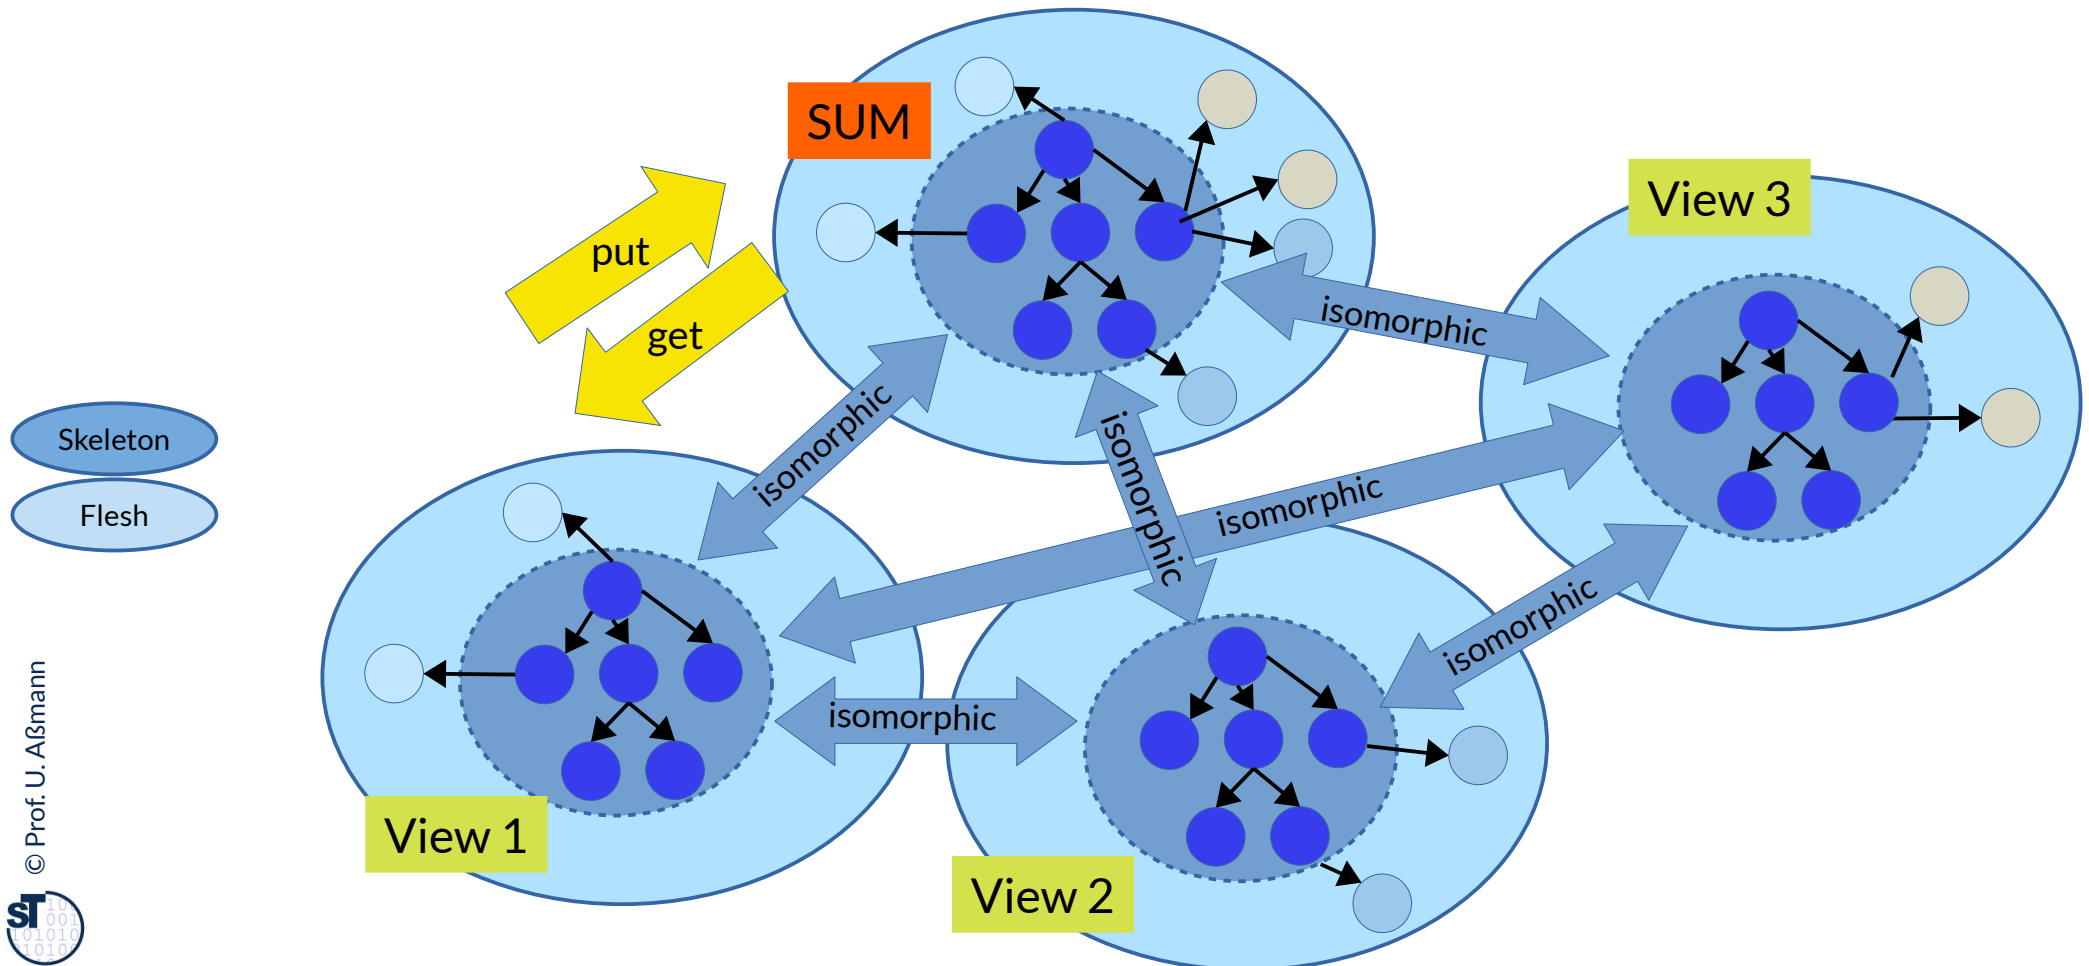 SUM
View 3
put
get
isomorphic
isomorphic
isomorphic
isomorphic
isomorphic
isomorphic
Skeleton
Flesh
View 1
View 2
© Prof. U. Aßmann
ST